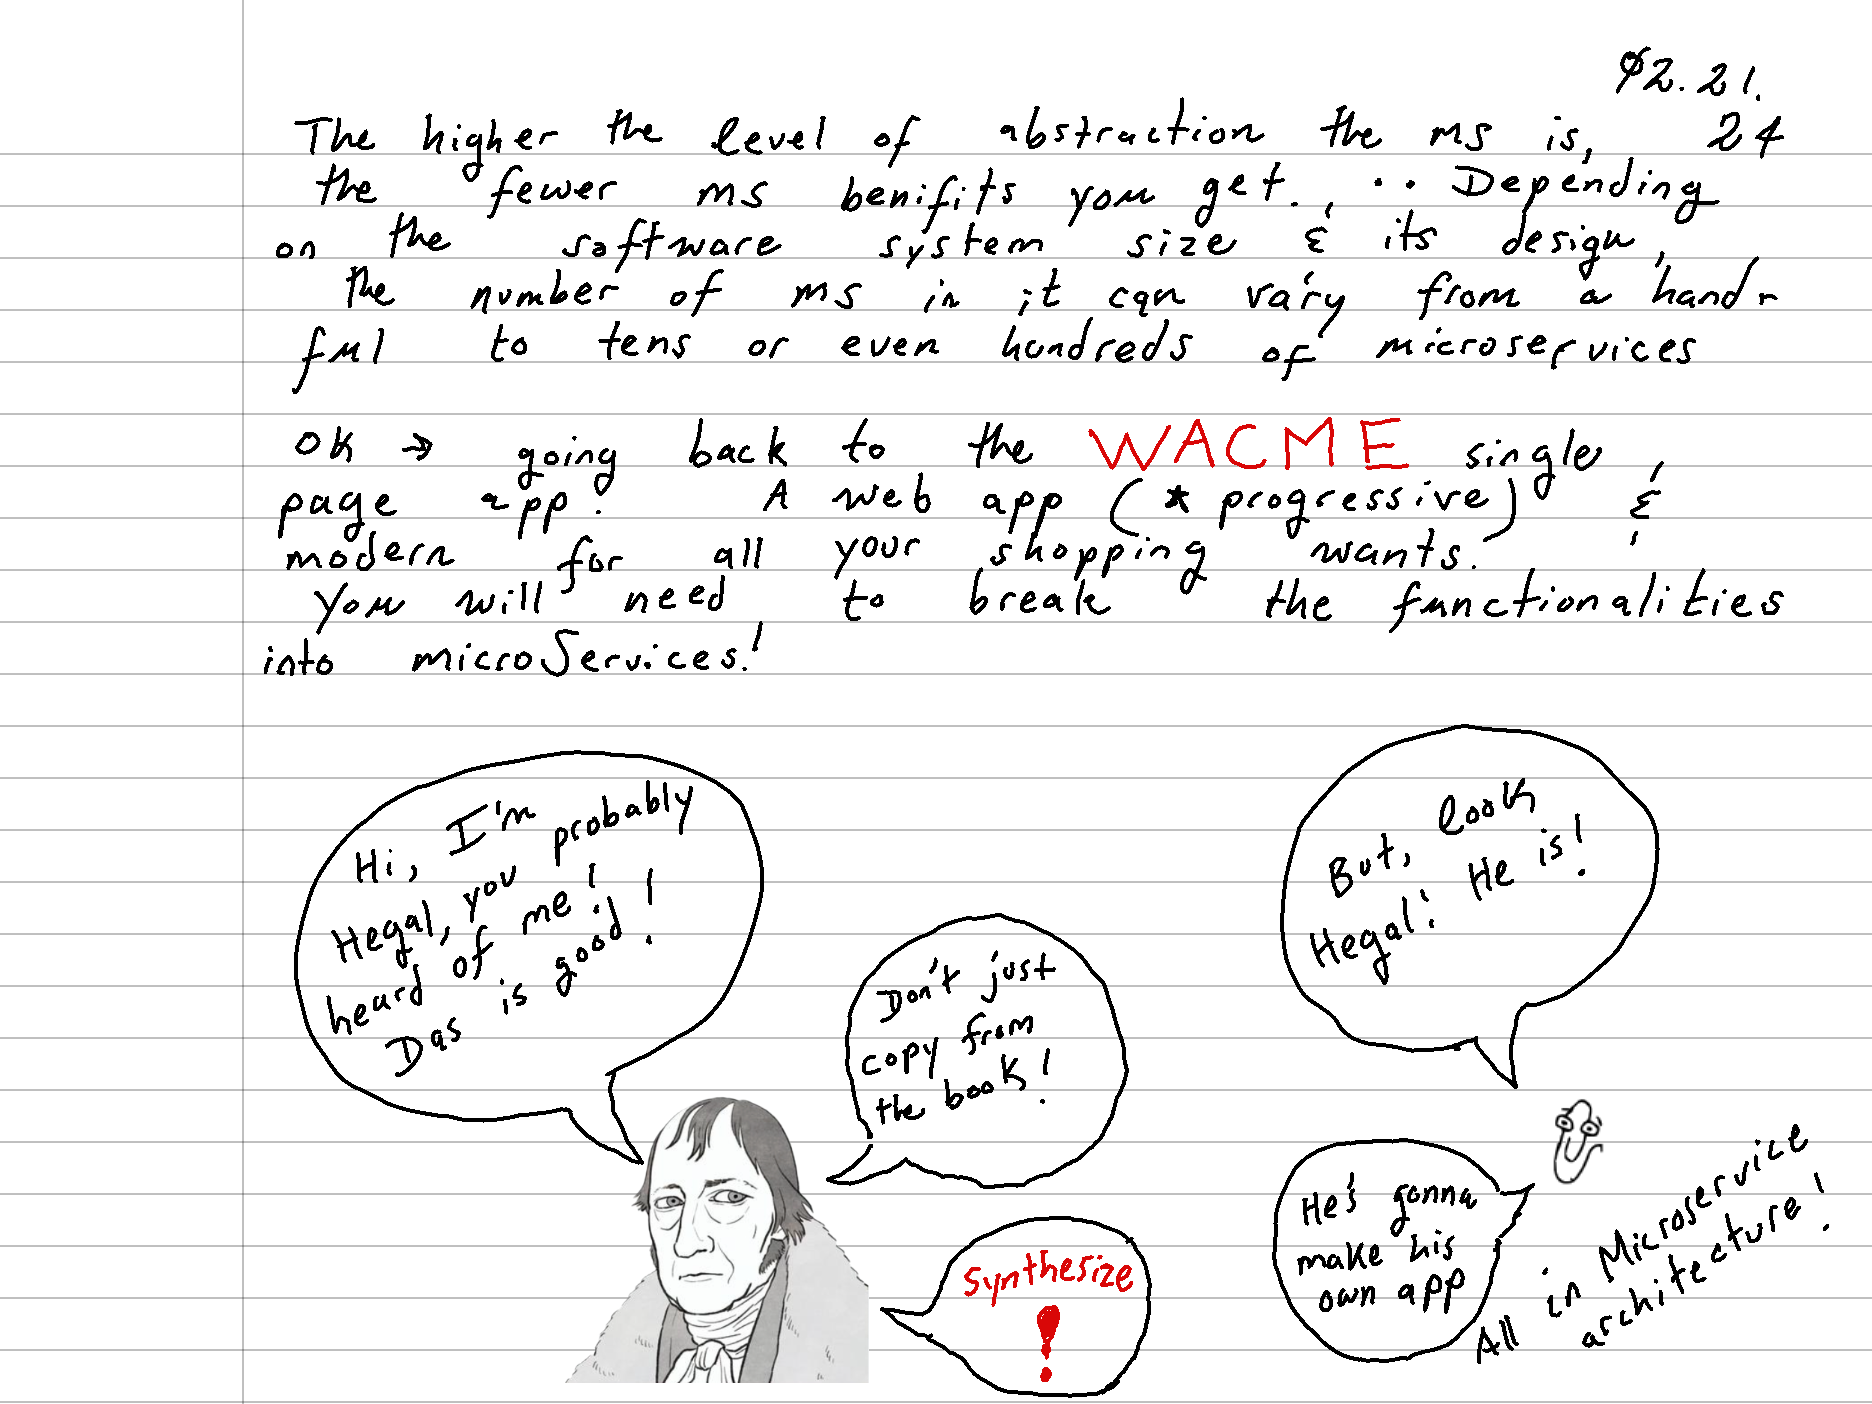 02.21.
24
The higher the level of abstraction the ms is,
the fewer ms benifits you get. .. Depending
on the software system size & its design,
the number of ms in it can vary from a hand-
ful to tens or even hundreds of microservices
OK → going back to the WACME single
page app. A web app (* progressive) &
modern for all your shopping wants.
You will need to break the functionalities
into microServices!
Hi, I'm
Hegal, you probably
heard of me!
Das is good!
Don't just
copy from
the book!
Synthesize
!
But, look
Hegal! He is!
He's gonna
make his
own app
All in Microservice
architecture!